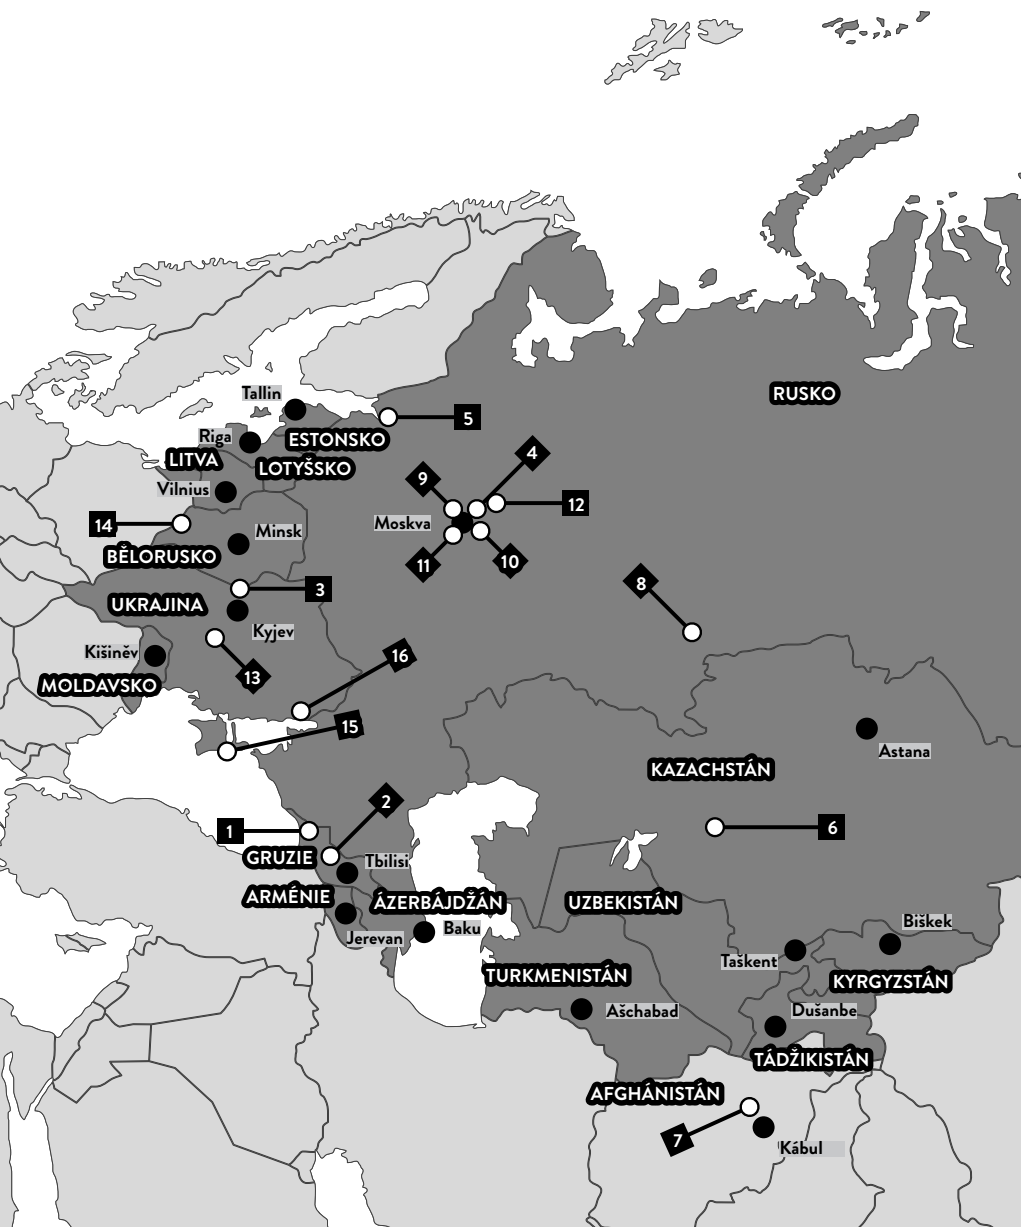 RUSKO
Tallin
5
Riga
ESTONSKO
LITVA
LOTYŠSKO
4
9
Vilnius
12
14
Moskva
Minsk
BĚLORUSKO
11
10
8
3
UKRAJINA
Kyjev
Kišiněv
16
13
MOLDAVSKO
15
Astana
KAZACHSTÁN
2
1
6
GRUZIE
Tbilisi
ARMÉNIE
ÁZERBÁJDŽÁN
UZBEKISTÁN
Jerevan
Baku
Biškek
Taškent
TURKMENISTÁN
KYRGYZSTÁN
Ašchabad
Dušanbe
TÁDŽIKISTÁN
AFGHÁNISTÁN
7
Kábul